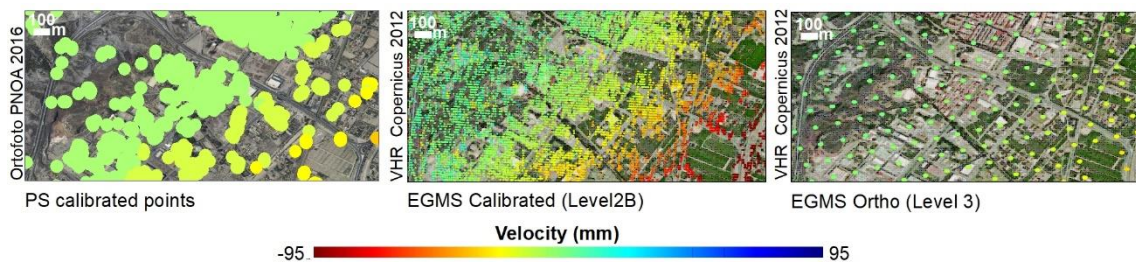 Ortofoto PNOA 2016
100
m
PS calibrated points
VHR Copernicus 2012
100
m
EGMS Calibrated (Level2B)
VHR Copernicus 2012
100
m
EGMS Ortho (Level 3)
Velocity (mm)
-95
95